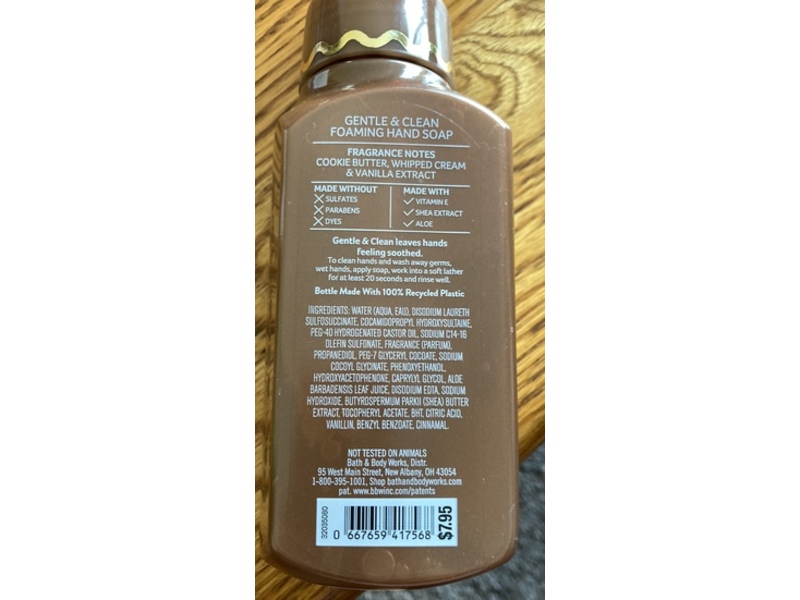 GENTLE & CLEAN
FOAMING HAND SOAP
FRAGRANCE NOTES
COOKIE BUTTER, WHIPPED CREAM
& VANILLA EXTRACT
MADE WITHOUT
SULFATES
PARABENS
DYES
MADE WITH
VITAMIN E
SHEA EXTRACT
ALOE
Gentle & Clean leaves hands
feeling soothed.
To clean hands and wash away germs,
wet hands, apply soap, work into a soft lather
for at least 20 seconds and rinse well.
Bottle Made With 100% Recycled Plastic
INGREDIENTS: WATER (AQUA, EAU), DISODIUM LAURETH
SULFOSUCCINATE, COCAMIDOPROPYL HYDROXYSULTAINE,
PEG-40 HYDROGENATED CASTOR OIL, SODIUM C14-16
OLEFIN SULFONATE, FRAGRANCE (PARFUM),
PROPANEDIOL, PEG-7 GLYCERYL COCOATE, SODIUM
COCOYL GLYCINATE, PHENOXYETHANOL,
HYDROXYACETOPHENONE, CAPRYLYL GLYCOL, ALOE
BARBADENSIS LEAF JUICE, DISODIUM EDTA, SODIUM
HYDROXIDE, BUTYROSPERMUM PARKII (SHEA) BUTTER
EXTRACT, TOCOPHERYL ACETATE, BHT, CITRIC ACID,
VANILLIN, BENZYL BENZOATE, CINNAMAL.
NOT TESTED ON ANIMALS
Bath & Body Works, Distr.
95 West Main Street, New Albany, OH 43054
1-800-395-1001, Shop bathandbodyworks.com
pat. www.bbwinc.com/patents
32035080
0 667659 417568
$7.95